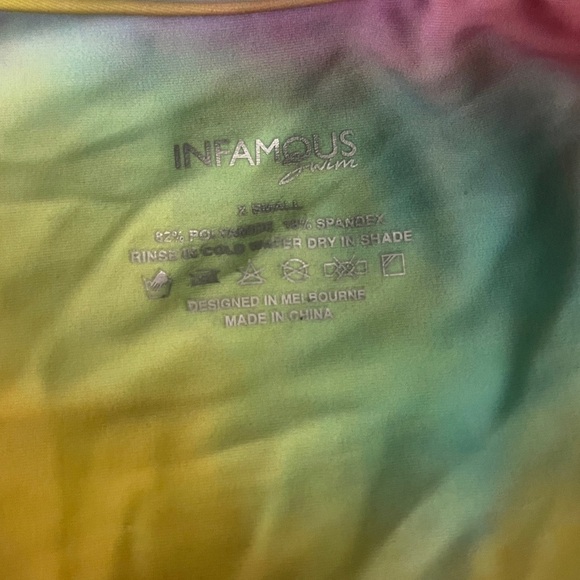 INFAMOUS
swim
X SMALL
82% POLYAMIDE 18% SPANDEX
RINSE IN COLD WATER DRY IN SHADE
DESIGNED IN MELBOURNE
MADE IN CHINA